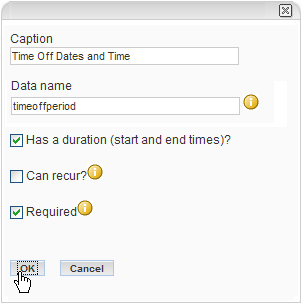 Caption
Time Off Dates and Time
Data name
timeoffperiod
Has a duration (start and end times)?
Can recur?
Required
OK Cancel